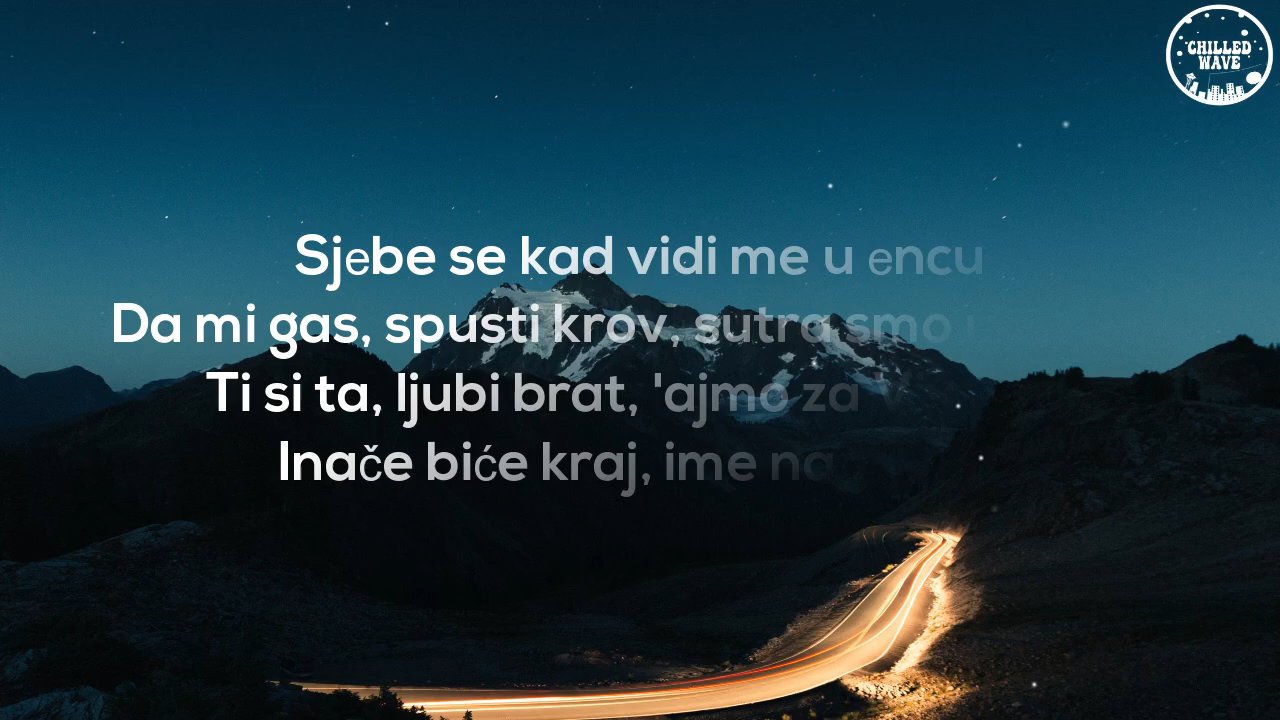 CHILLED
WAVE
Sjebe se kad vidi me u encu
Da mi gas, spusti krov, sutra smo i
Ti si ta, ljubi brat, 'ajmo za
Inače biće kraj, ime na